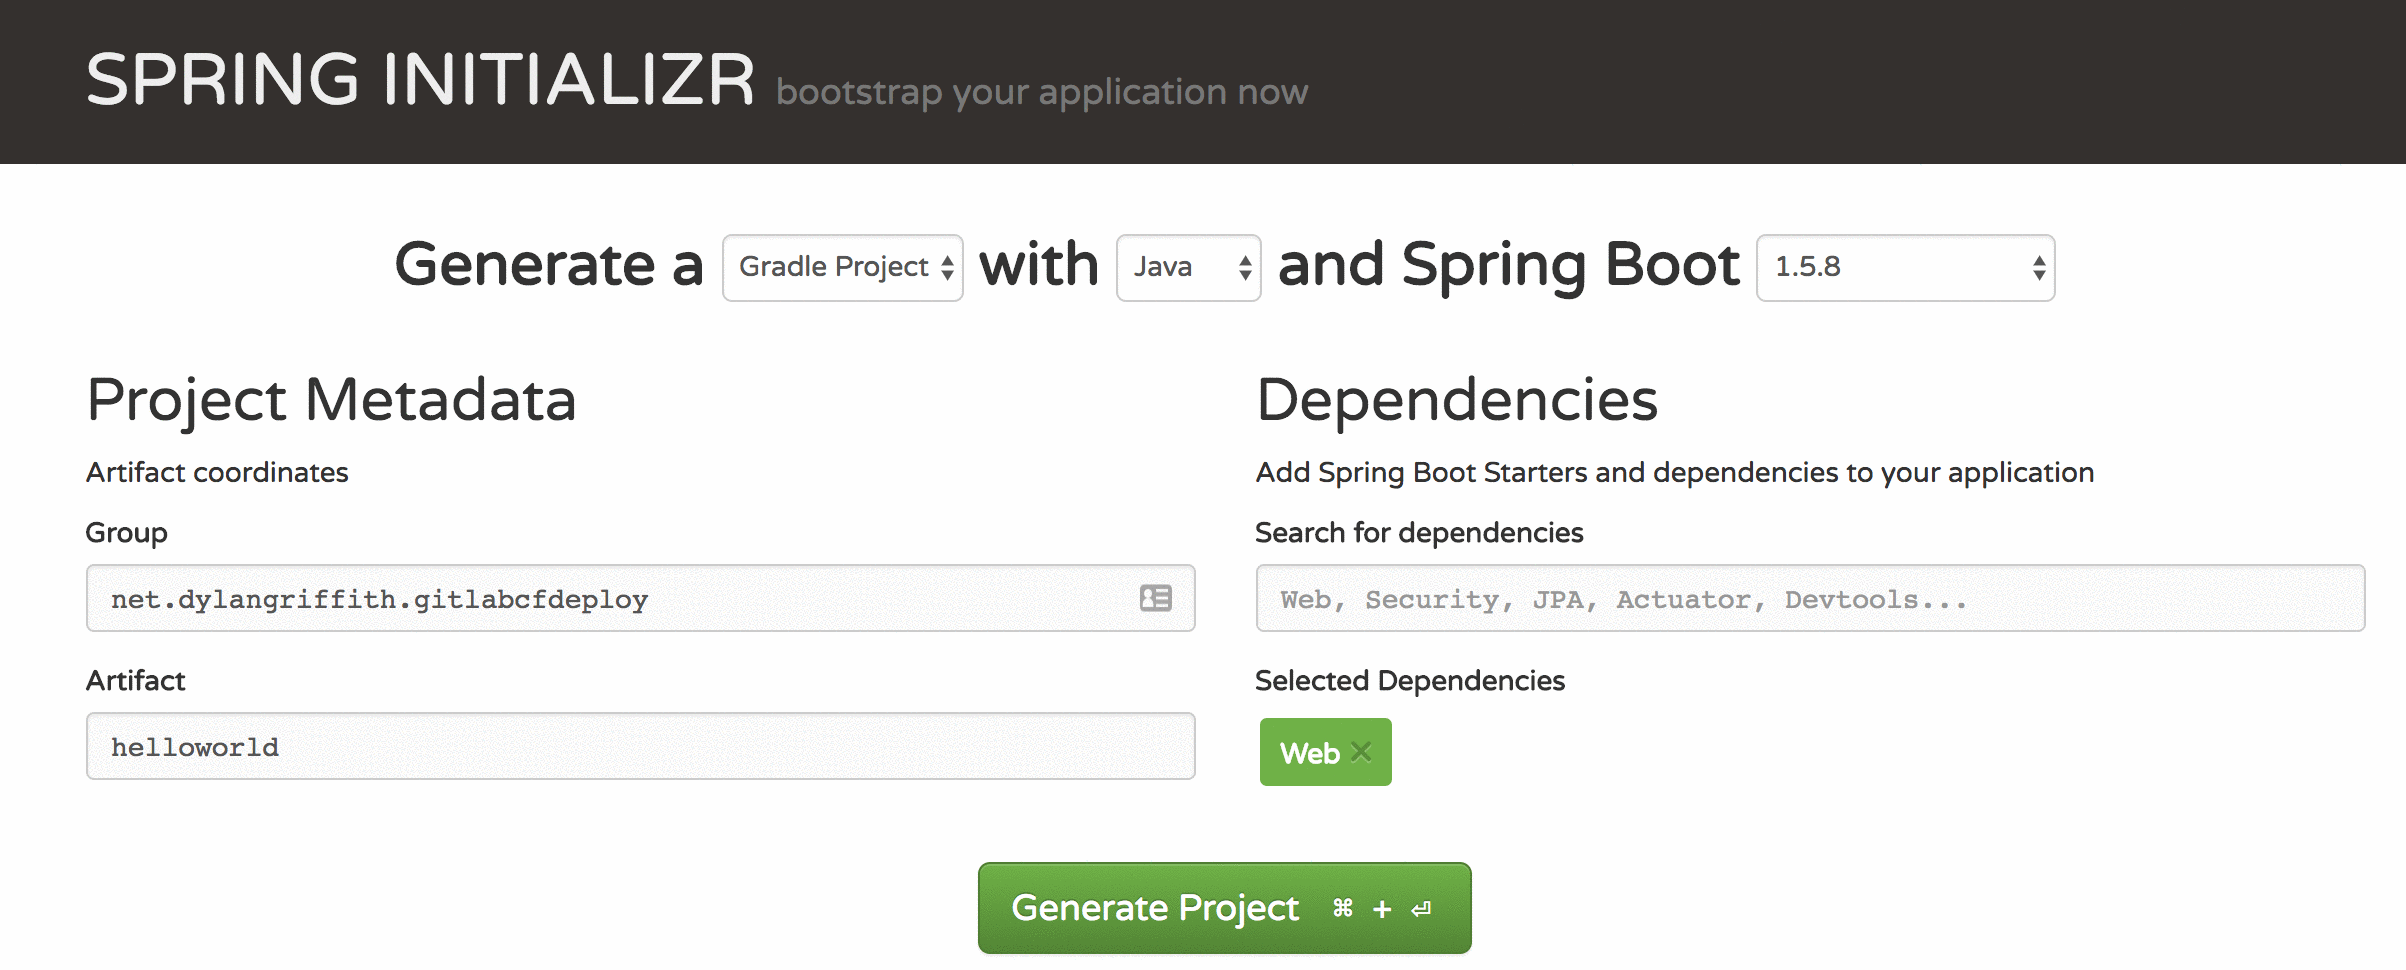 SPRING INITIALIZR bootstrap your application now
Generate a Gradle Project with Java and Spring Boot 1.5.8
Project Metadata
Artifact coordinates
Group
net.dylangriffith.gitlabcfdeploy
Artifact
helloworld
Dependencies
Add Spring Boot Starters and dependencies to your application
Search for dependencies
Web, Security, JPA, Actuator, Devtools...
Selected Dependencies
Web ×
Generate Project ⌘ + ⏎